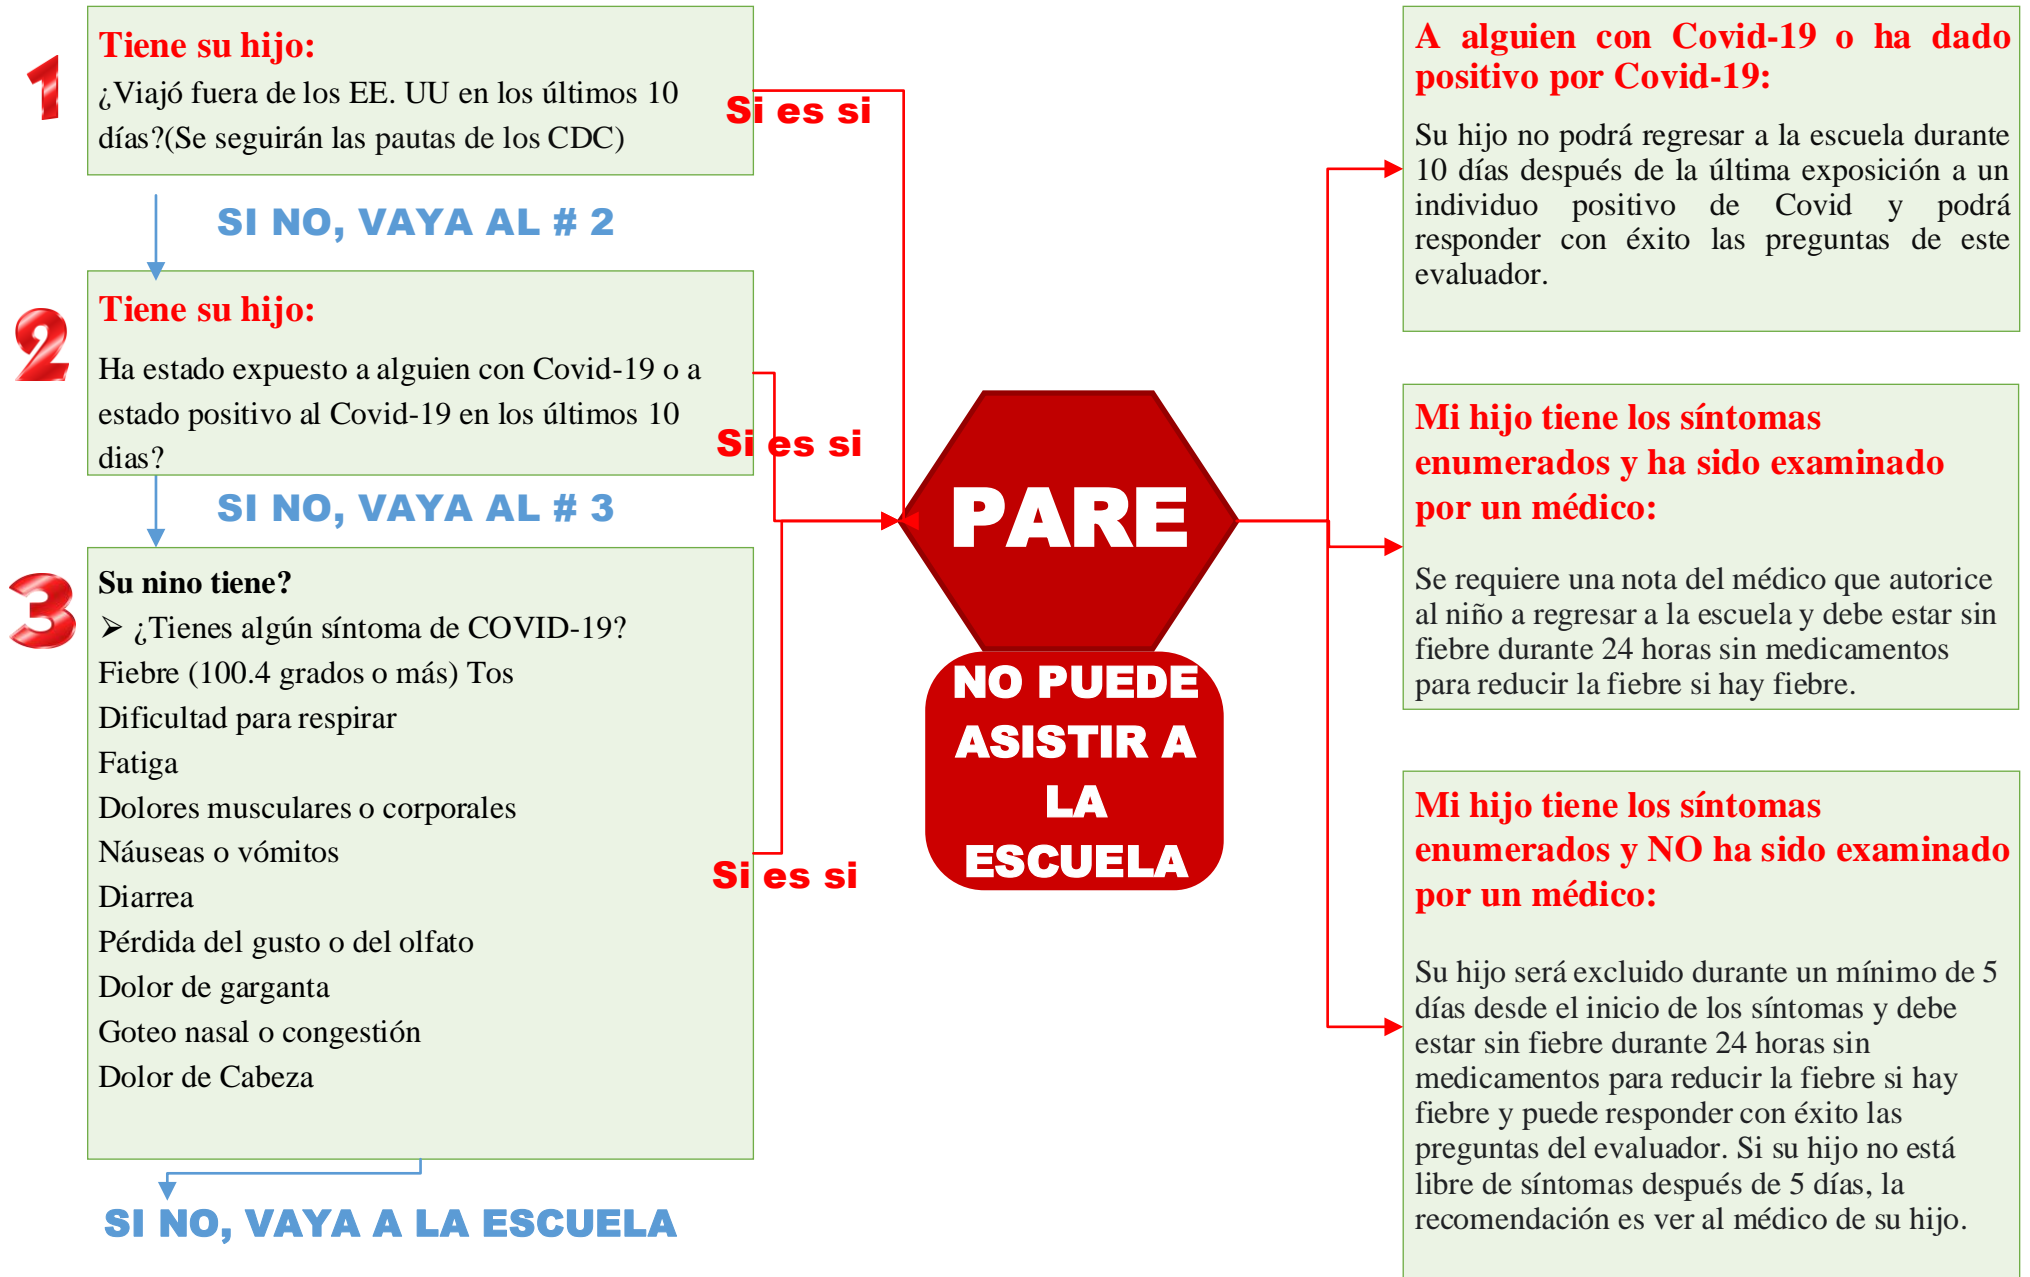 1
Tiene su hijo:
¿Viajó fuera de los EE. UU en los últimos 10
días?(Se seguirán las pautas de los CDC)
Si es si
SI NO, VAYA AL # 2
2
Tiene su hijo:
Ha estado expuesto a alguien con Covid-19 o a
estado positivo al Covid-19 en los últimos 10
dias?
Si es si
SI NO, VAYA AL # 3
3
Su nino tiene?
➢ ¿Tienes algún síntoma de COVID-19?
Fiebre (100.4 grados o más) Tos
Dificultad para respirar
Fatiga
Dolores musculares o corporales
Náuseas o vómitos
Diarrea
Pérdida del gusto o del olfato
Dolor de garganta
Goteo nasal o congestión
Dolor de Cabeza
Si es si
SI NO, VAYA A LA ESCUELA
PARE
NO PUEDE
ASISTIR A
LA
ESCUELA
A alguien con Covid-19 o ha dado
positivo por Covid-19:
Su hijo no podrá regresar a la escuela durante
10 días después de la última exposición a un
individuo positivo de Covid y podrá
responder con éxito las preguntas de este
evaluador.
Mi hijo tiene los síntomas
enumerados y ha sido examinado
por un médico:
Se requiere una nota del médico que autorice
al niño a regresar a la escuela y debe estar sin
fiebre durante 24 horas sin medicamentos
para reducir la fiebre si hay fiebre.
Mi hijo tiene los síntomas
enumerados y NO ha sido examinado
por un médico:
Su hijo será excluido durante un mínimo de 5
días desde el inicio de los síntomas y debe
estar sin fiebre durante 24 horas sin
medicamentos para reducir la fiebre si hay
fiebre y puede responder con éxito las
preguntas del evaluador. Si su hijo no está
libre de síntomas después de 5 días, la
recomendación es ver al médico de su hijo.